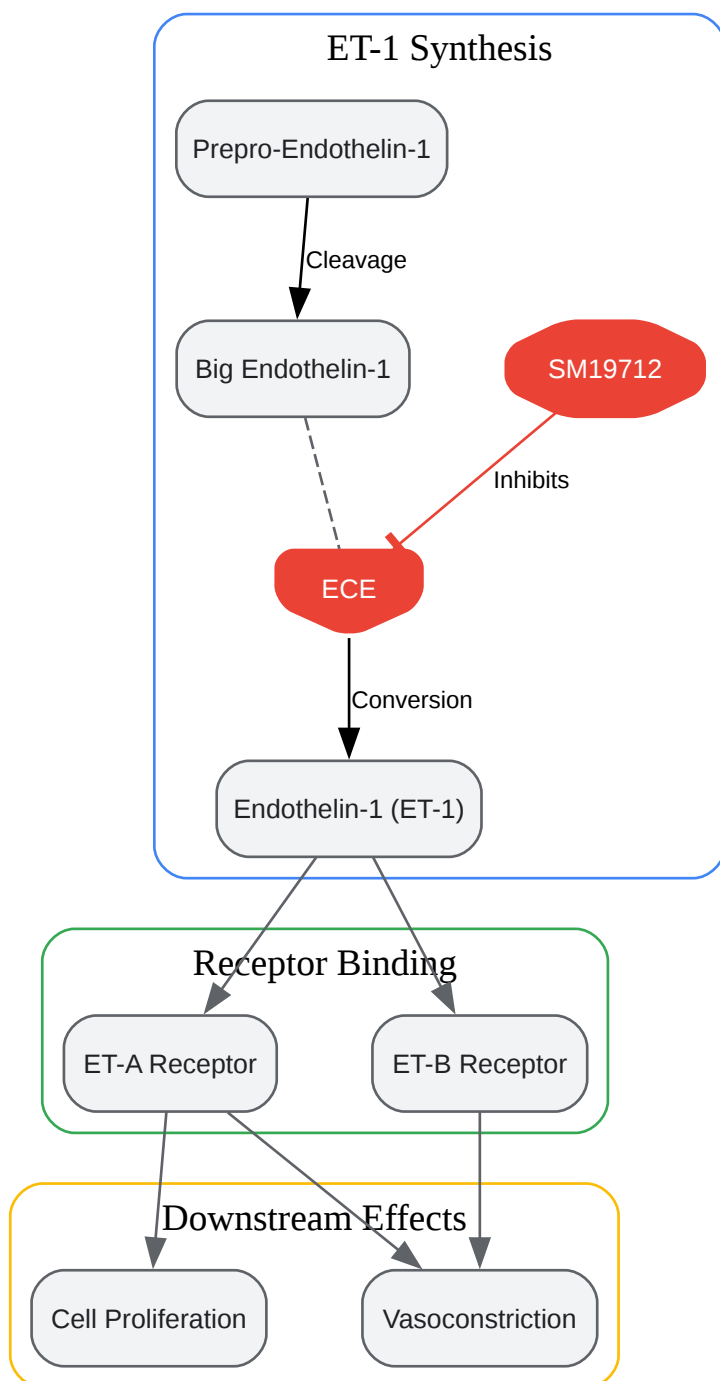 ET-1 Synthesis
Prepro-Endothelin-1
Cleavage
Big Endothelin-1
SM19712
Inhibits
ECE
Conversion
Endothelin-1 (ET-1)
Receptor Binding
ET-A Receptor
ET-B Receptor
Downstream Effects
Cell Proliferation
Vasoconstriction